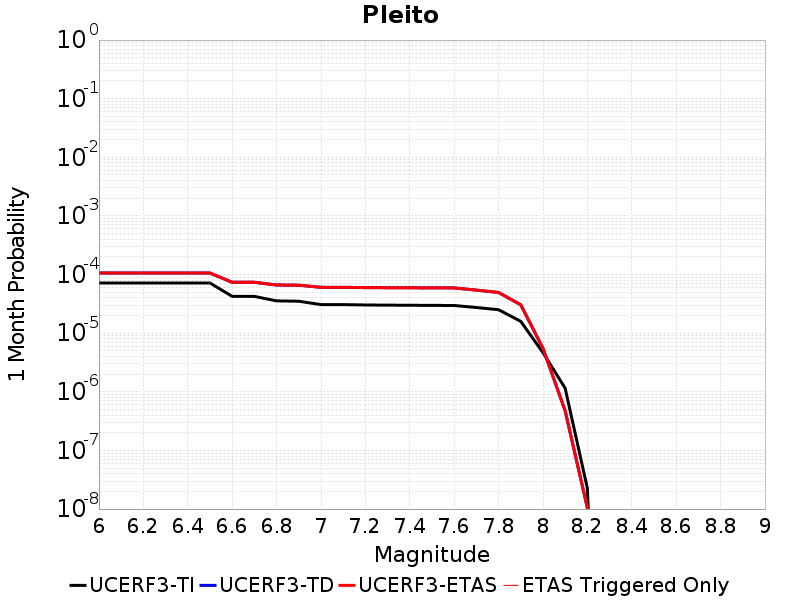 Pleito
1 Month Probability
10^0
10^-1
10^-2
10^-3
10^-4
10^-5
10^-6
10^-7
10^-8
6 6.2 6.4 6.6 6.8 7 7.2 7.4 7.6 7.8 8 8.2 8.4 8.6 8.8 9
Magnitude
UCERF3-TI UCERF3-TD UCERF3-ETAS ETAS Triggered Only